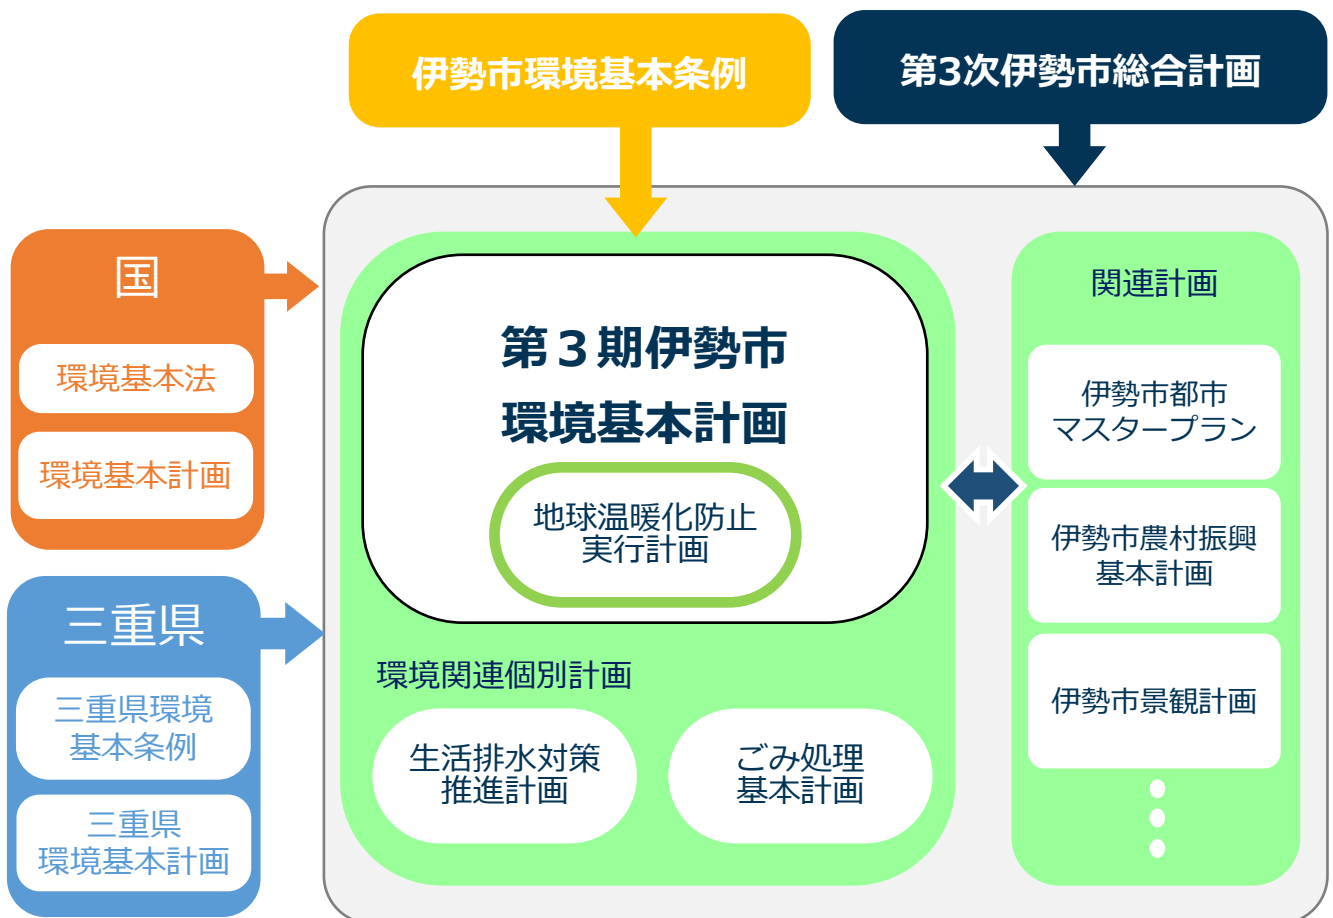 伊勢市環境基本条例
第3次伊勢市総合計画
国
環境基本法
環境基本計画
三重県
三重県環境
基本条例
三重県
環境基本計画
第３期伊勢市
環境基本計画
地球温暖化防止
実行計画
環境関連個別計画
生活排水対策
推進計画
ごみ処理
基本計画
関連計画
伊勢市都市
マスタープラン
伊勢市農村振興
基本計画
伊勢市景観計画